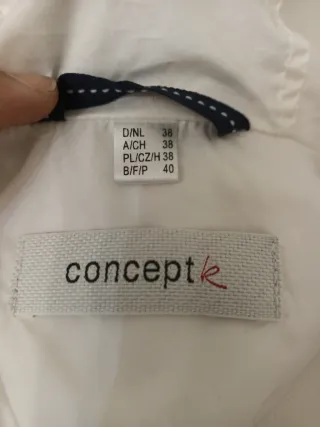 D/NL 38
A/CH 38
PL/CZ/H 38
B/F/P 40
concept k